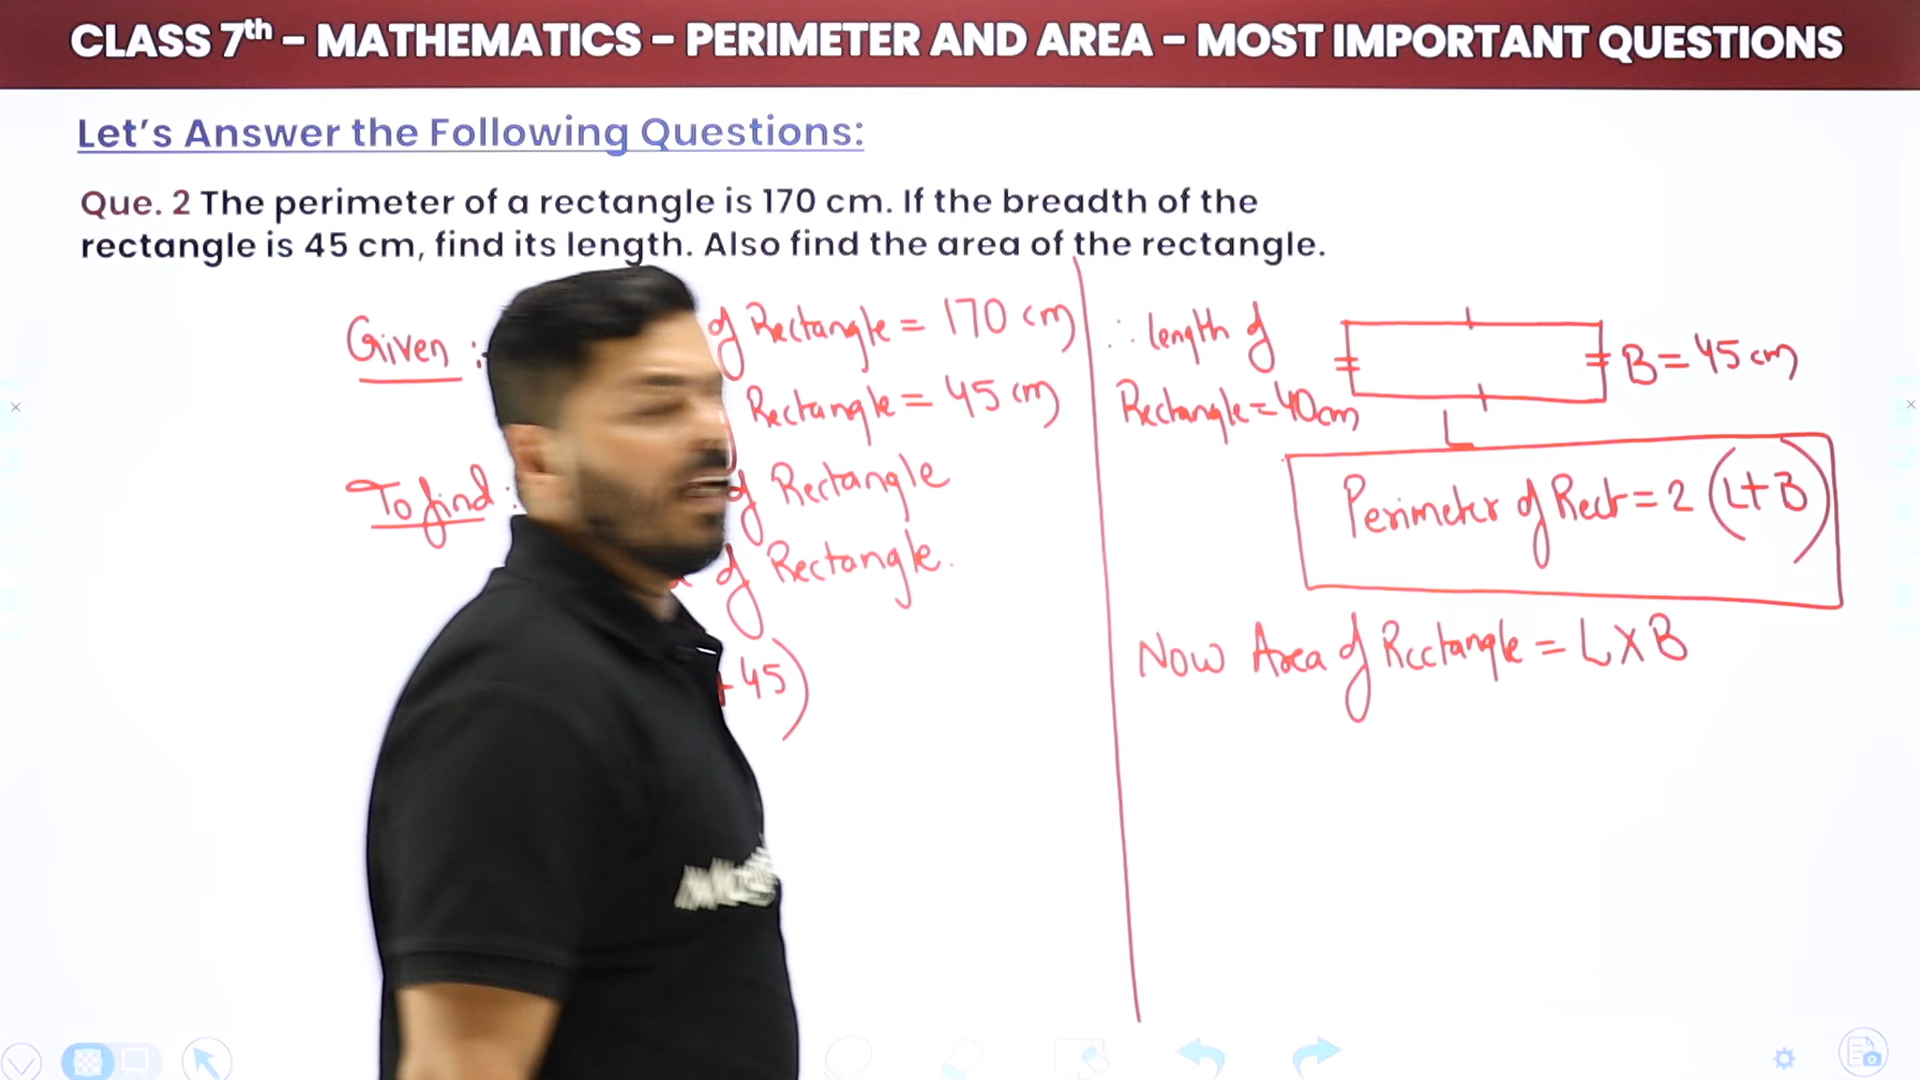 CLASS 7th – MATHEMATICS – PERIMETER AND AREA – MOST IMPORTANT QUESTIONS
Let's Answer the Following Questions:
Que. 2 The perimeter of a rectangle is 170 cm. If the breadth of the
rectangle is 45 cm, find its length. Also find the area of the rectangle.
Given :
of Rectangle = 170 cm
Rectangle = 45 cm
To find :
of Rectangle
of Rectangle.
+ 45)
∴ length of
Rectangle = 40cm
B = 45 cm
L
Perimeter of Rect = 2 (L+B)
Now Area of Rectangle = L X B